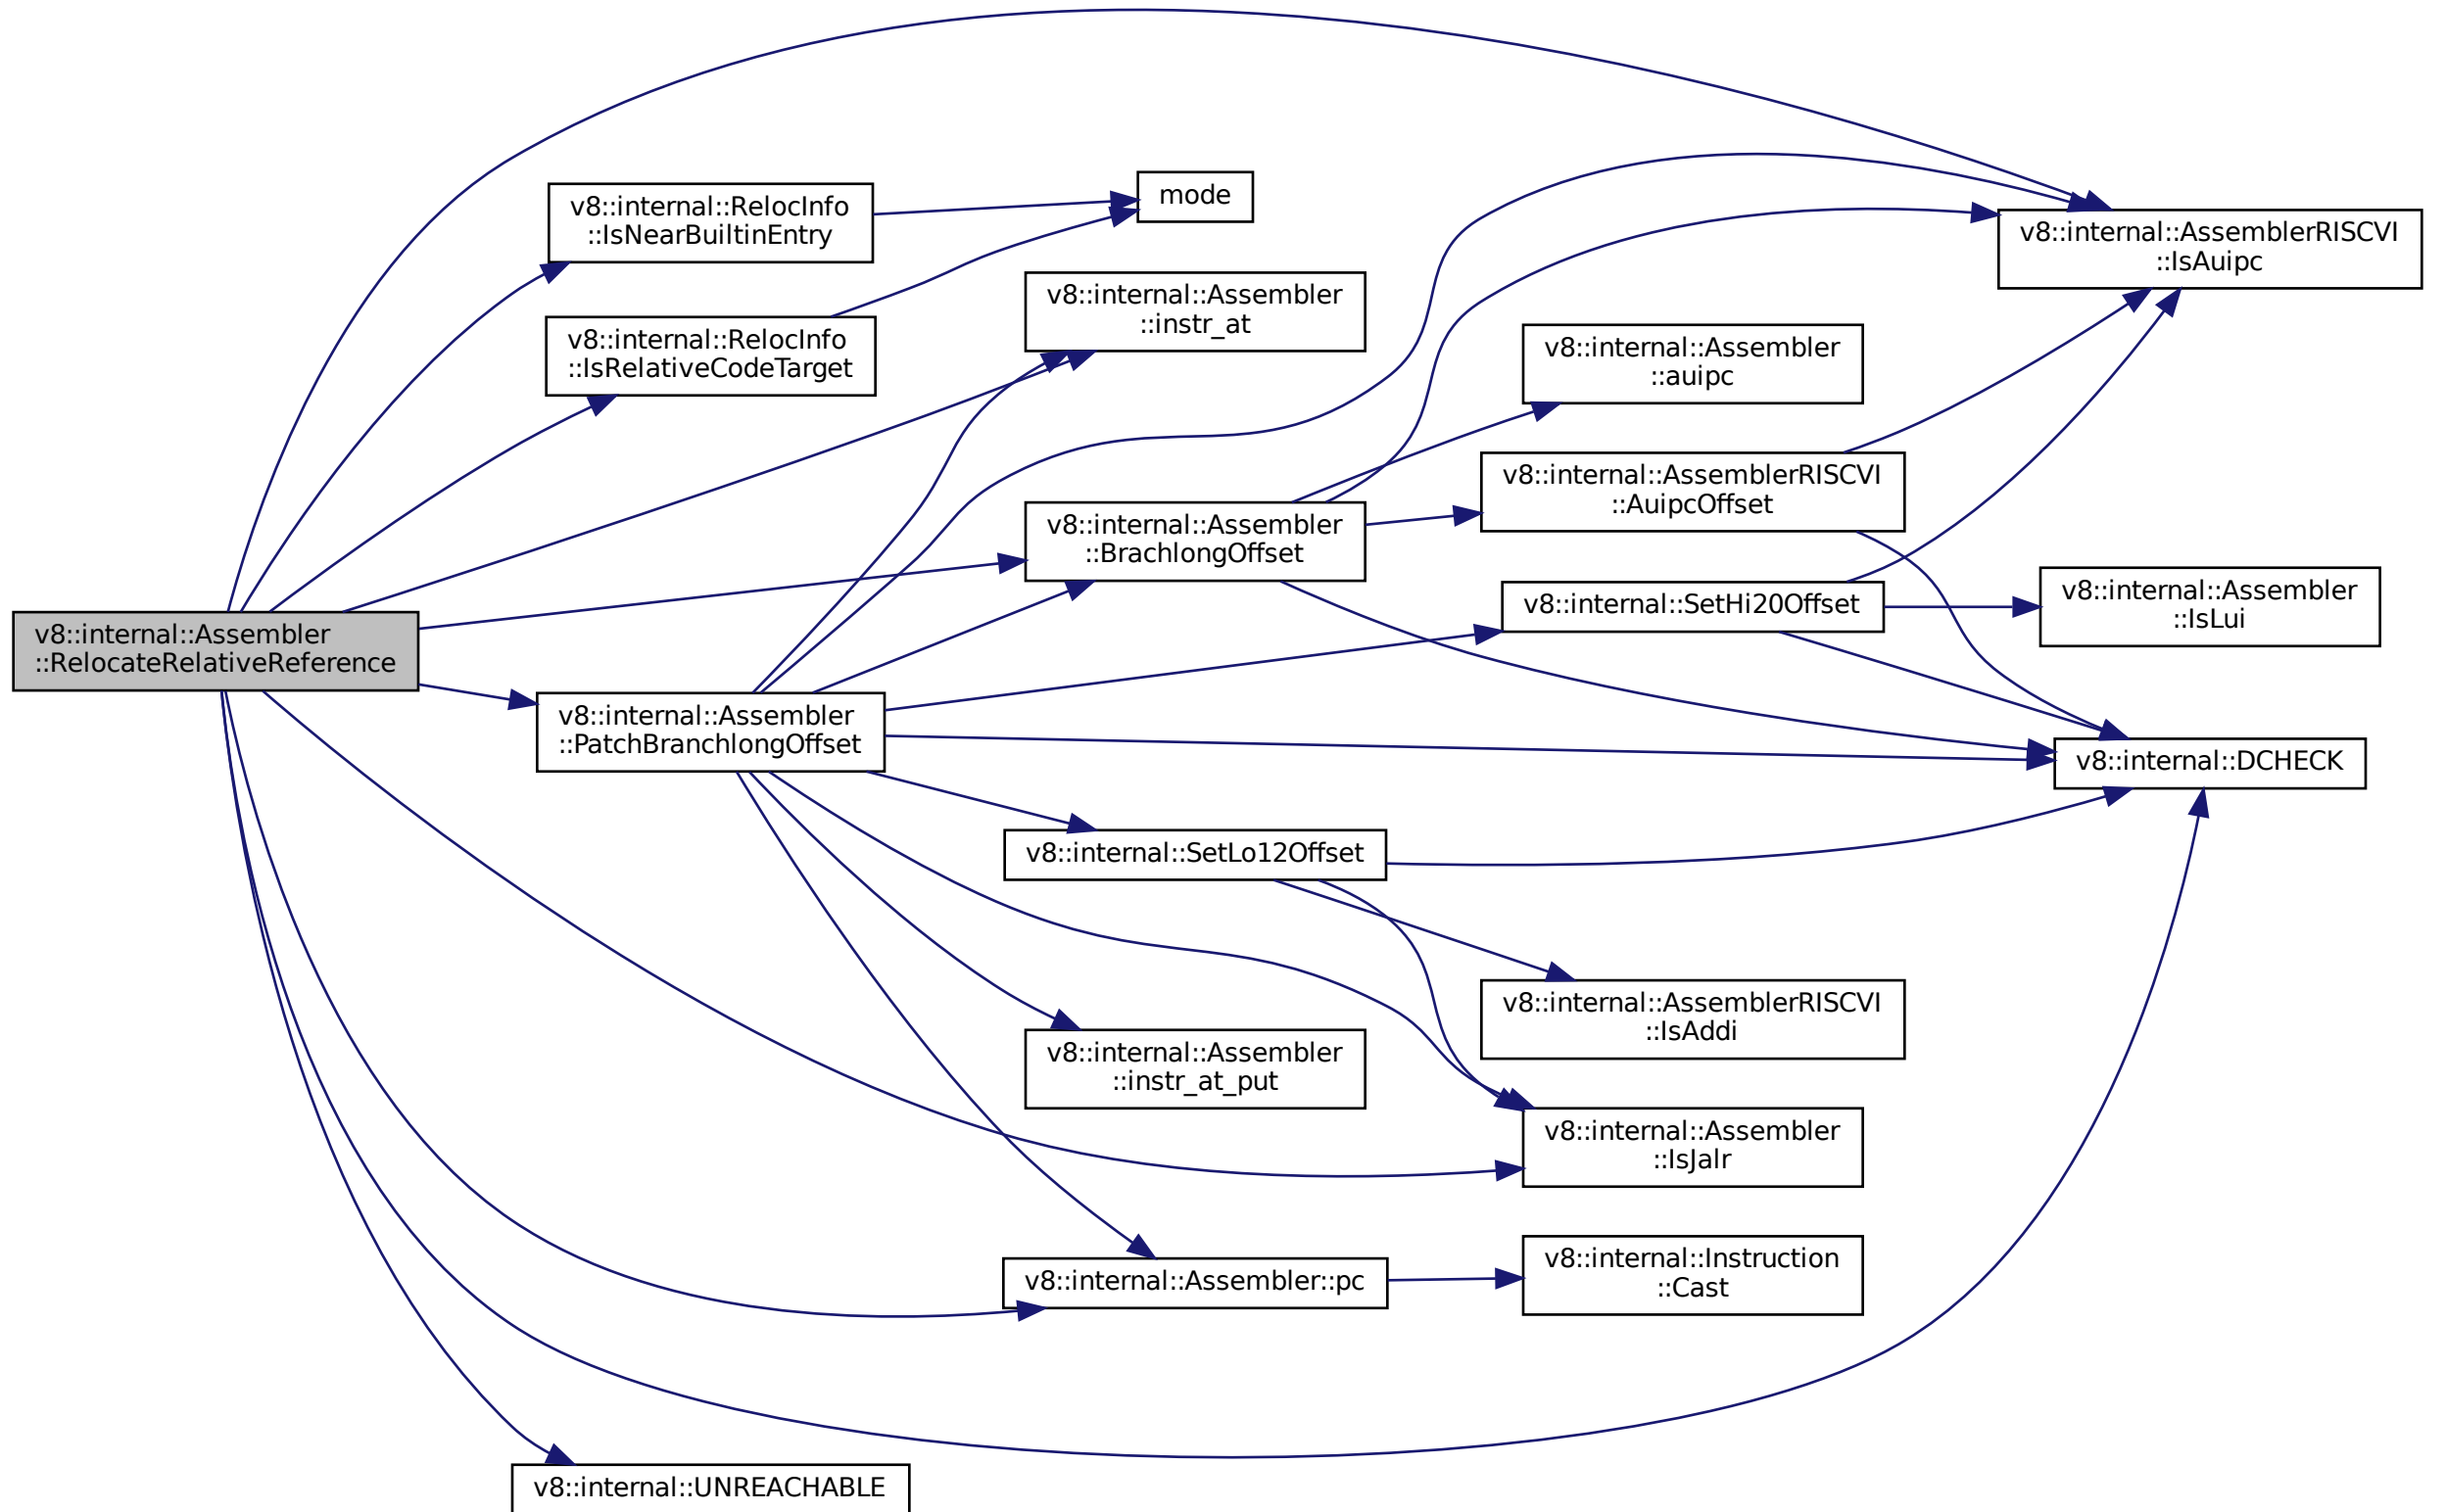 v8::internal::Assembler
::RelocateRelativeReference
v8::internal::RelocInfo
::IsNearBuiltinEntry
v8::internal::RelocInfo
::IsRelativeCodeTarget
v8::internal::Assembler
::PatchBranchlongOffset
v8::internal::UNREACHABLE
mode
v8::internal::Assembler
::instr_at
v8::internal::Assembler
::BrachlongOffset
v8::internal::SetLo12Offset
v8::internal::Assembler
::instr_at_put
v8::internal::Assembler::pc
v8::internal::Assembler
::auipc
v8::internal::AssemblerRISCVI
::AuipcOffset
v8::internal::SetHi20Offset
v8::internal::AssemblerRISCVI
::IsAddi
v8::internal::Assembler
::IsJalr
v8::internal::Instruction
::Cast
v8::internal::AssemblerRISCVI
::IsAuipc
v8::internal::Assembler
::IsLui
v8::internal::DCHECK